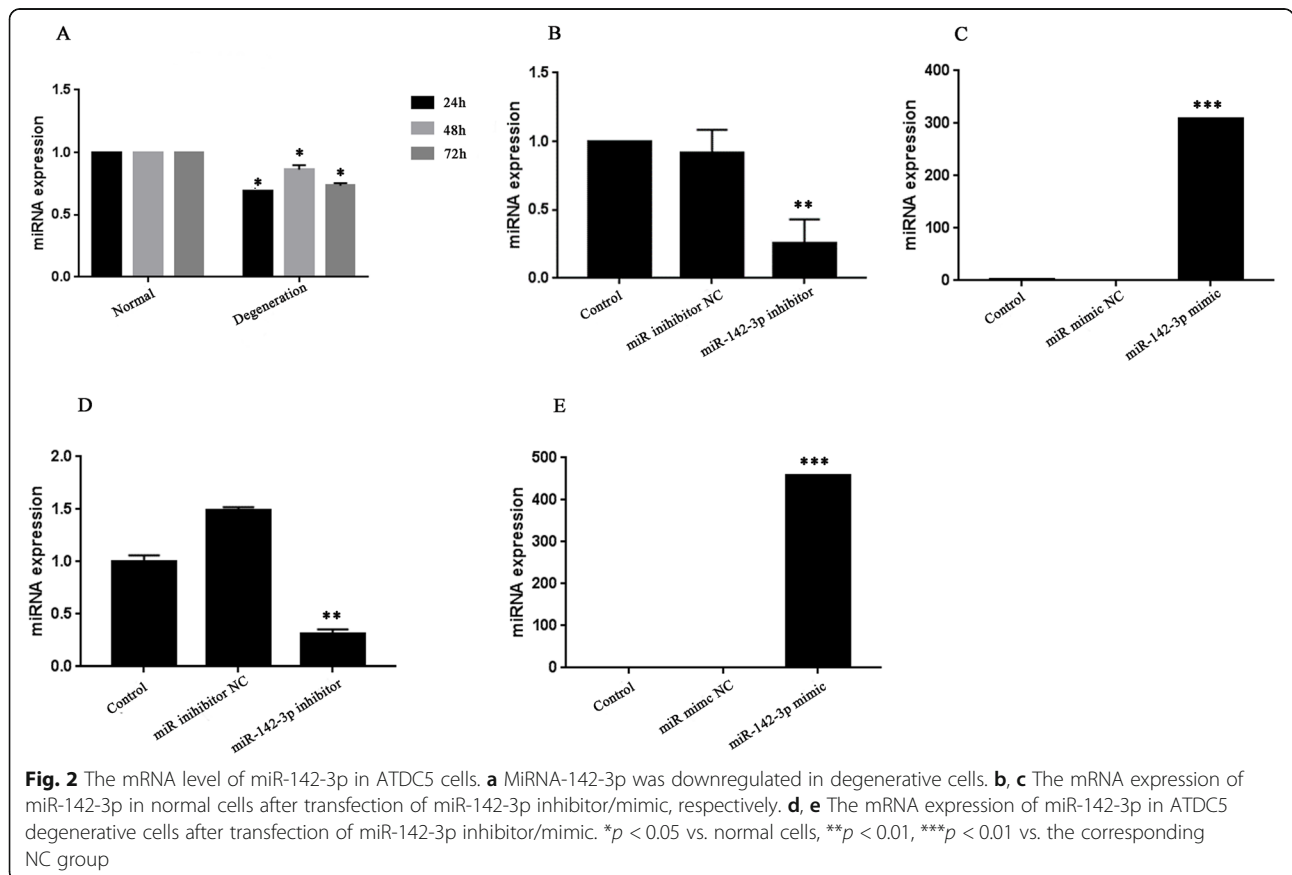 A
miRNA expression
1.5
1.0
0.5
0.0
*
*
*
Normal
Degeneration
24h
48h
72h
B
miRNA expression
1.5
1.0
0.5
0.0
**
Control
miR inihibitor NC
miR-142-3p inhibitor
C
miRNA expression
400
300
200
100
0
***
Control
miR mimic NC
miR-142-3p mimic
D
miRNA expression
2.0
1.5
1.0
0.5
0.0
**
Control
miR inihibitor NC
miR-142-3p inhibitor
E
miRNA expression
500
400
300
200
100
0
***
Control
miR mimc NC
miR-142-3p mimic
Fig. 2 The mRNA level of miR-142-3p in ATDC5 cells. a MiRNA-142-3p was downregulated in degenerative cells. b, c The mRNA expression of
miR-142-3p in normal cells after transfection of miR-142-3p inhibitor/mimic, respectively. d, e The mRNA expression of miR-142-3p in ATDC5
degenerative cells after transfection of miR-142-3p inhibitor/mimic. *p < 0.05 vs. normal cells, **p < 0.01, ***p < 0.01 vs. the corresponding
NC group